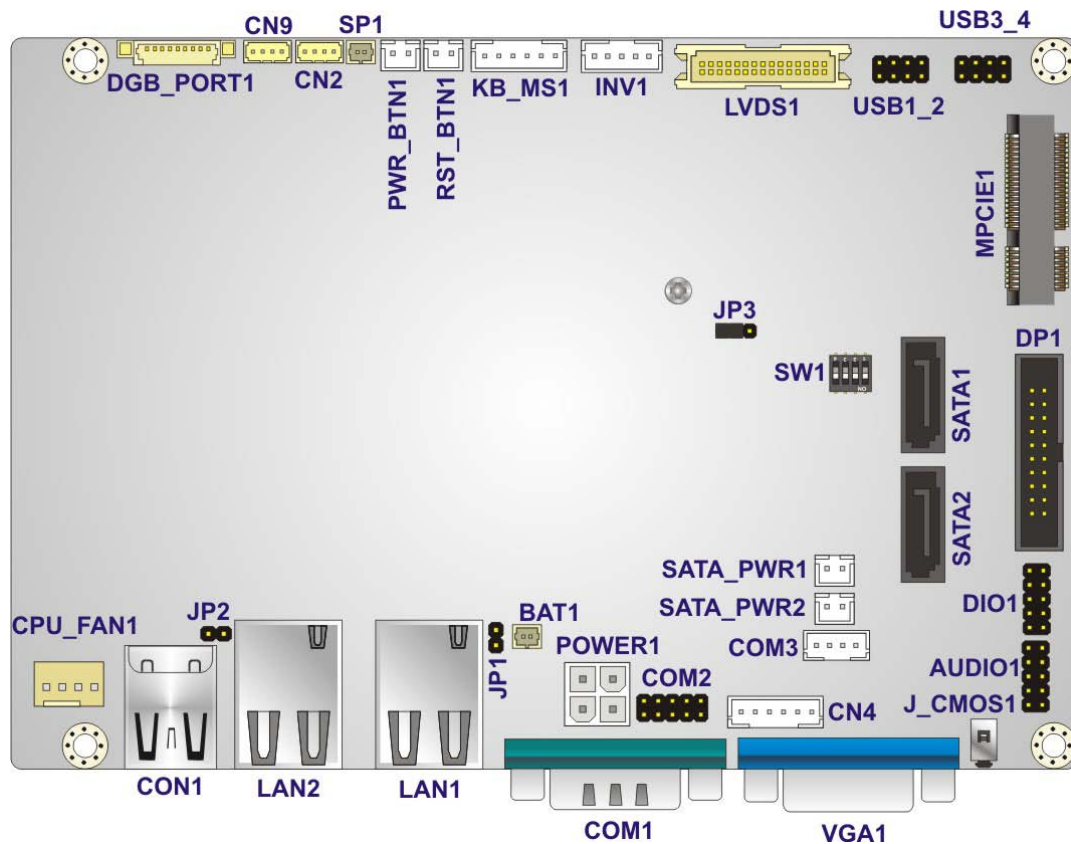 CN9
SP1
USB3_4
DGB_PORT1
CN2
PWR_BTN1
RST_BTN1
KB_MS1
INV1
LVDS1
USB1_2
MPCIE1
JP3
DP1
SW1
SATA1
SATA2
SATA_PWR1
SATA_PWR2
DIO1
CPU_FAN1
JP2
BAT1
JP1
POWER1
COM3
COM2
AUDIO1
J_CMOS1
CN4
CON1
LAN2
LAN1
COM1
VGA1